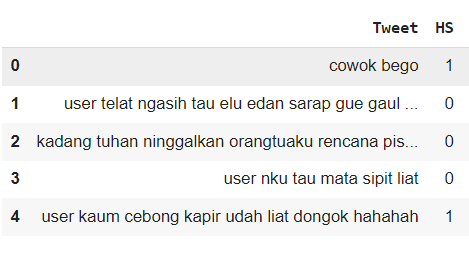 Tweet HS
0 cowok bego 1
1 user telat ngasih tau elu edan sarap gue gaul ... 0
2 kadang tuhan ninggalkan orangtuaku rencana pis... 0
3 user nku tau mata sipit liat 0
4 user kaum cebong kapir udah liat dongok hahahah 1